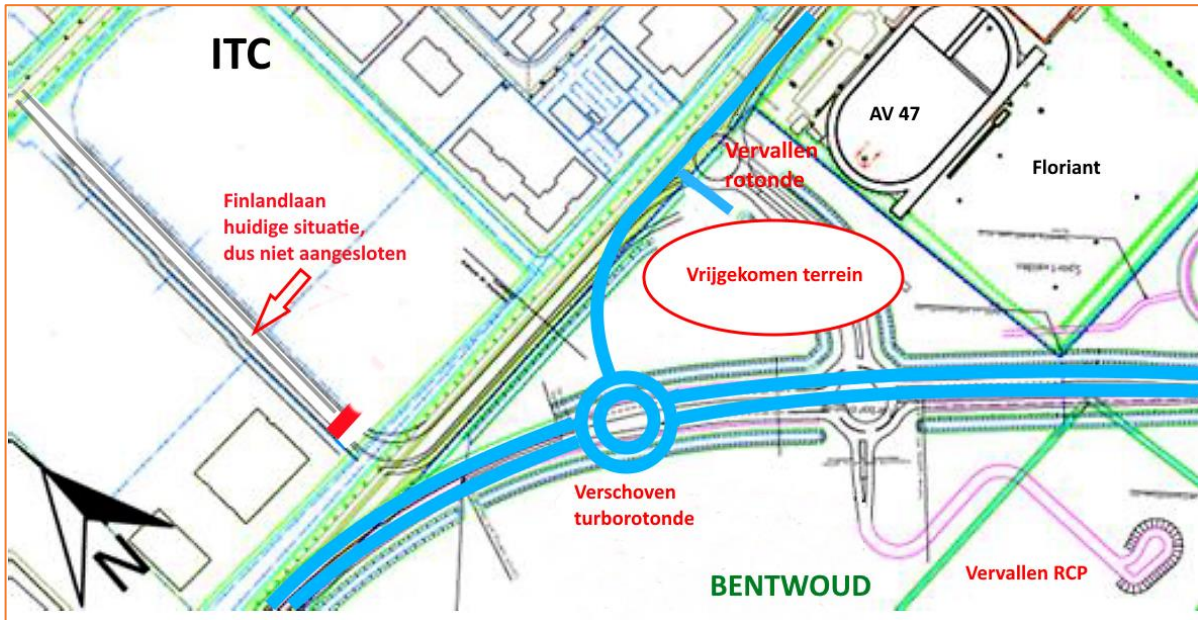 ITC
AV 47
Floriant
Vervallen
rotonde
Finlandlaan
huidige situatie,
dus niet aangesloten
Vrijgekomen terrein
Verschoven
turborotonde
BENTWOUD
Vervallen RCP
N